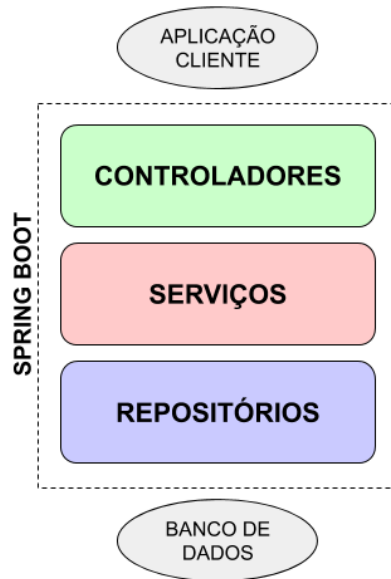 APLICAÇÃO
CLIENTE
SPRING BOOT
CONTROLADORES
SERVIÇOS
REPOSITÓRIOS
BANCO DE
DADOS